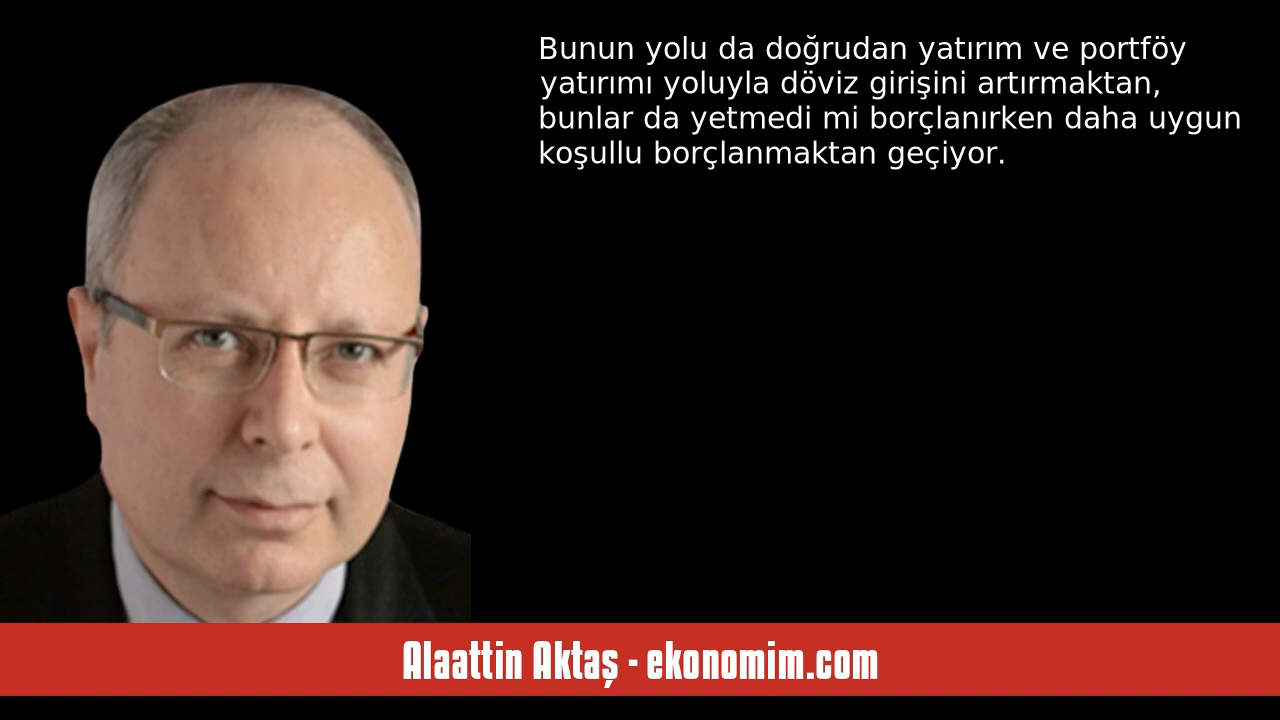 Bunun yolu da doğrudan yatırım ve portföy
yatırımı yoluyla döviz girişini artırmaktan,
bunlar da yetmedi mi borçlanırken daha uygun
koşullu borçlanmaktan geçiyor.
Alaattin Aktaş - ekonomim.com